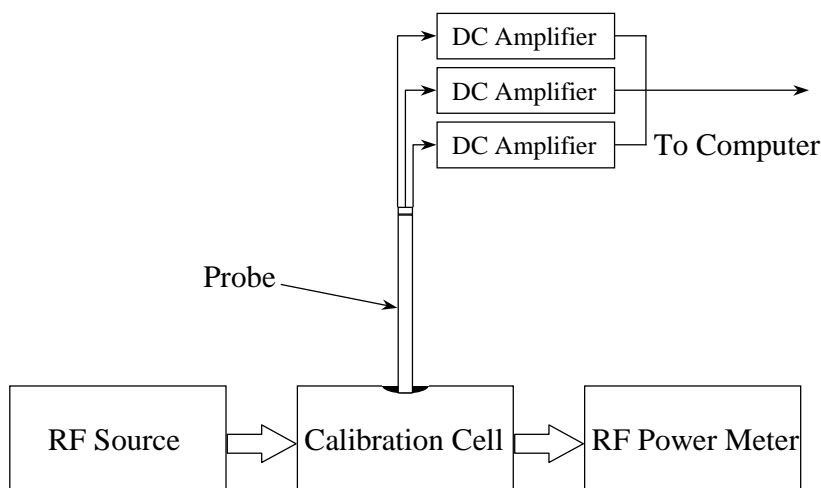 DC Amplifier
DC Amplifier
DC Amplifier
To Computer
Probe
RF Source
Calibration Cell
RF Power Meter